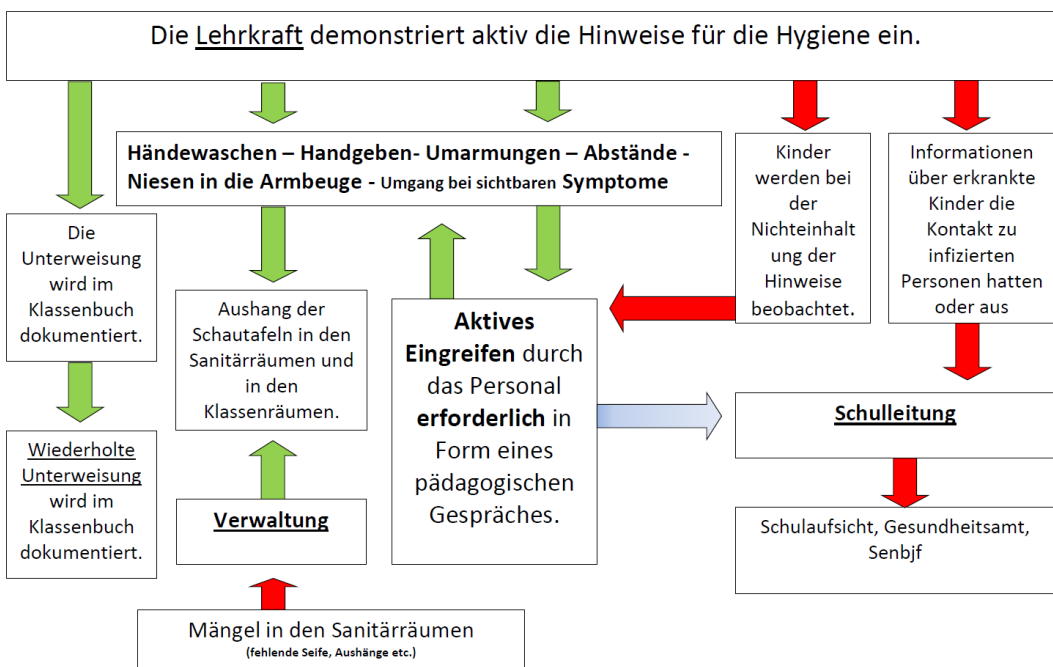 Die Lehrkraft demonstriert aktiv die Hinweise für die Hygiene ein.
Händewaschen – Handgeben- Umarmungen – Abstände -
Niesen in die Armbeuge - Umgang bei sichtbaren Symptome
Kinder
werden bei
der
Nichteinhalt
ung der
Hinweise
beobachtet.
Informationen
über erkrankte
Kinder die
Kontakt zu
infizierten
Personen hatten
oder aus
Die
Unterweisung
wird im
Klassenbuch
dokumentiert.
Aushang der
Schautafeln in den
Sanitärräumen und
in den
Klassenräumen.
Aktives
Eingreifen durch
das Personal
erforderlich in
Form eines
pädagogischen
Gespräches.
Schulleitung
Wiederholte
Unterweisung
wird im
Klassenbuch
dokumentiert.
Verwaltung
Schulaufsicht, Gesundheitsamt,
Senbjf
Mängel in den Sanitärräumen
(fehlende Seife, Aushänge etc.)